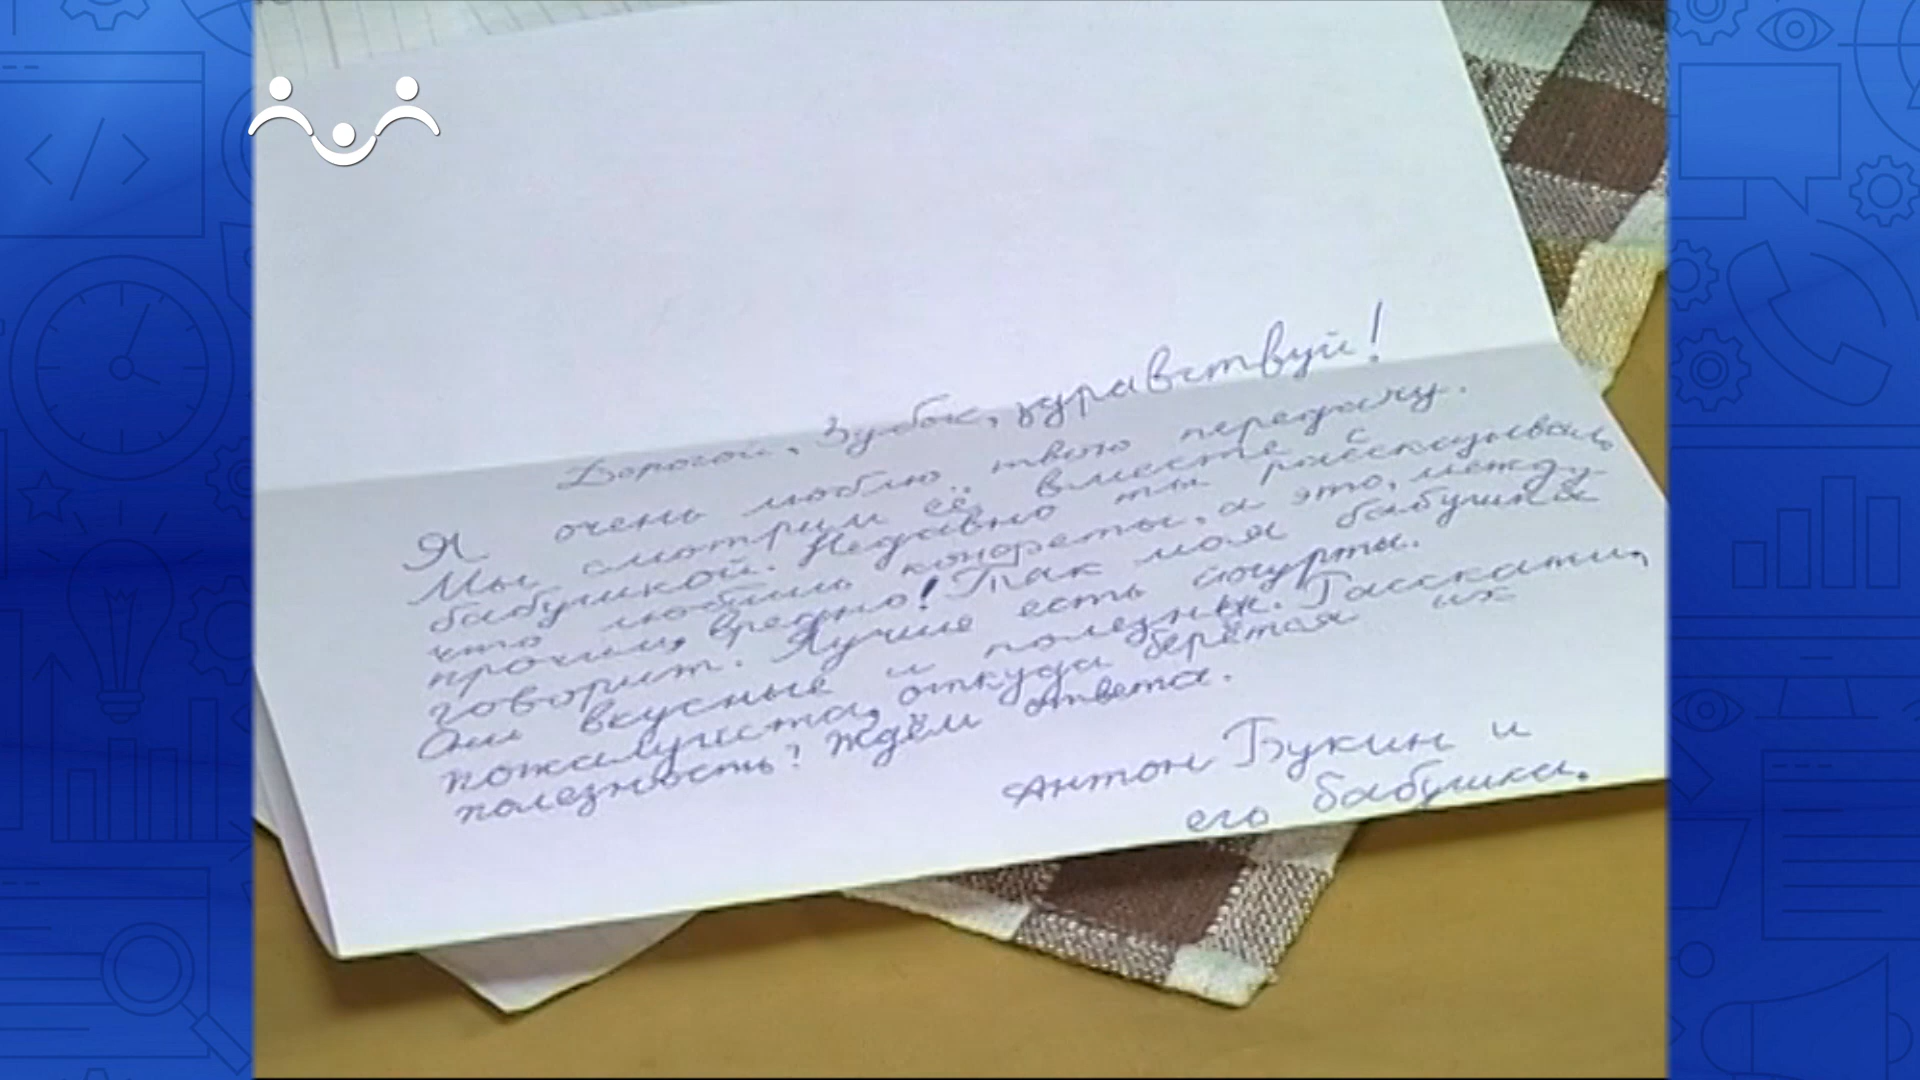 Дорогой, Зубок, здравствуй!
Я очень люблю твою передачу.
Мы смотрим её вместе с
бабушкой. Недавно ты рассказывал,
что любишь конфеты, а это, между
прочим, вредно! Так моя бабушка
говорит. Лучше есть йогурты.
Они вкусные и полезные. Расскажи,
пожалуйста, откуда берётся их
полезность? Ждём ответа.
Антон Букин и
его бабушка.